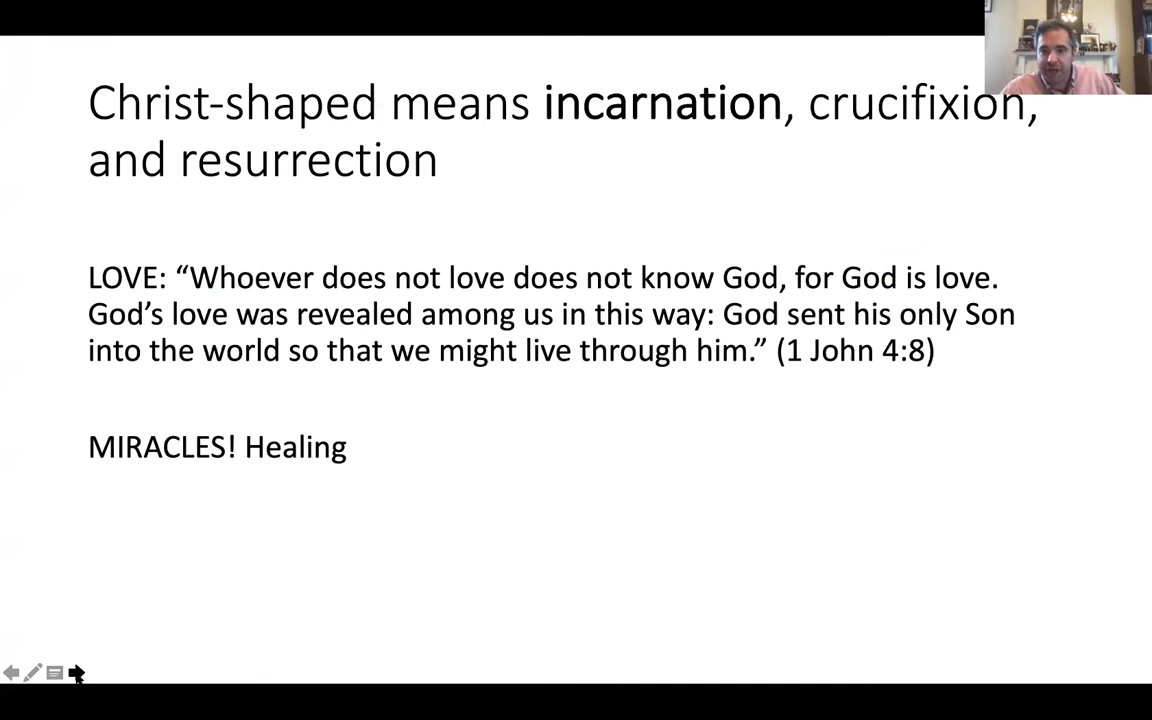 Christ-shaped means incarnation, crucifixion,
and resurrection
LOVE: “Whoever does not love does not know God, for God is love.
God’s love was revealed among us in this way: God sent his only Son
into the world so that we might live through him.” (1 John 4:8)
MIRACLES! Healing